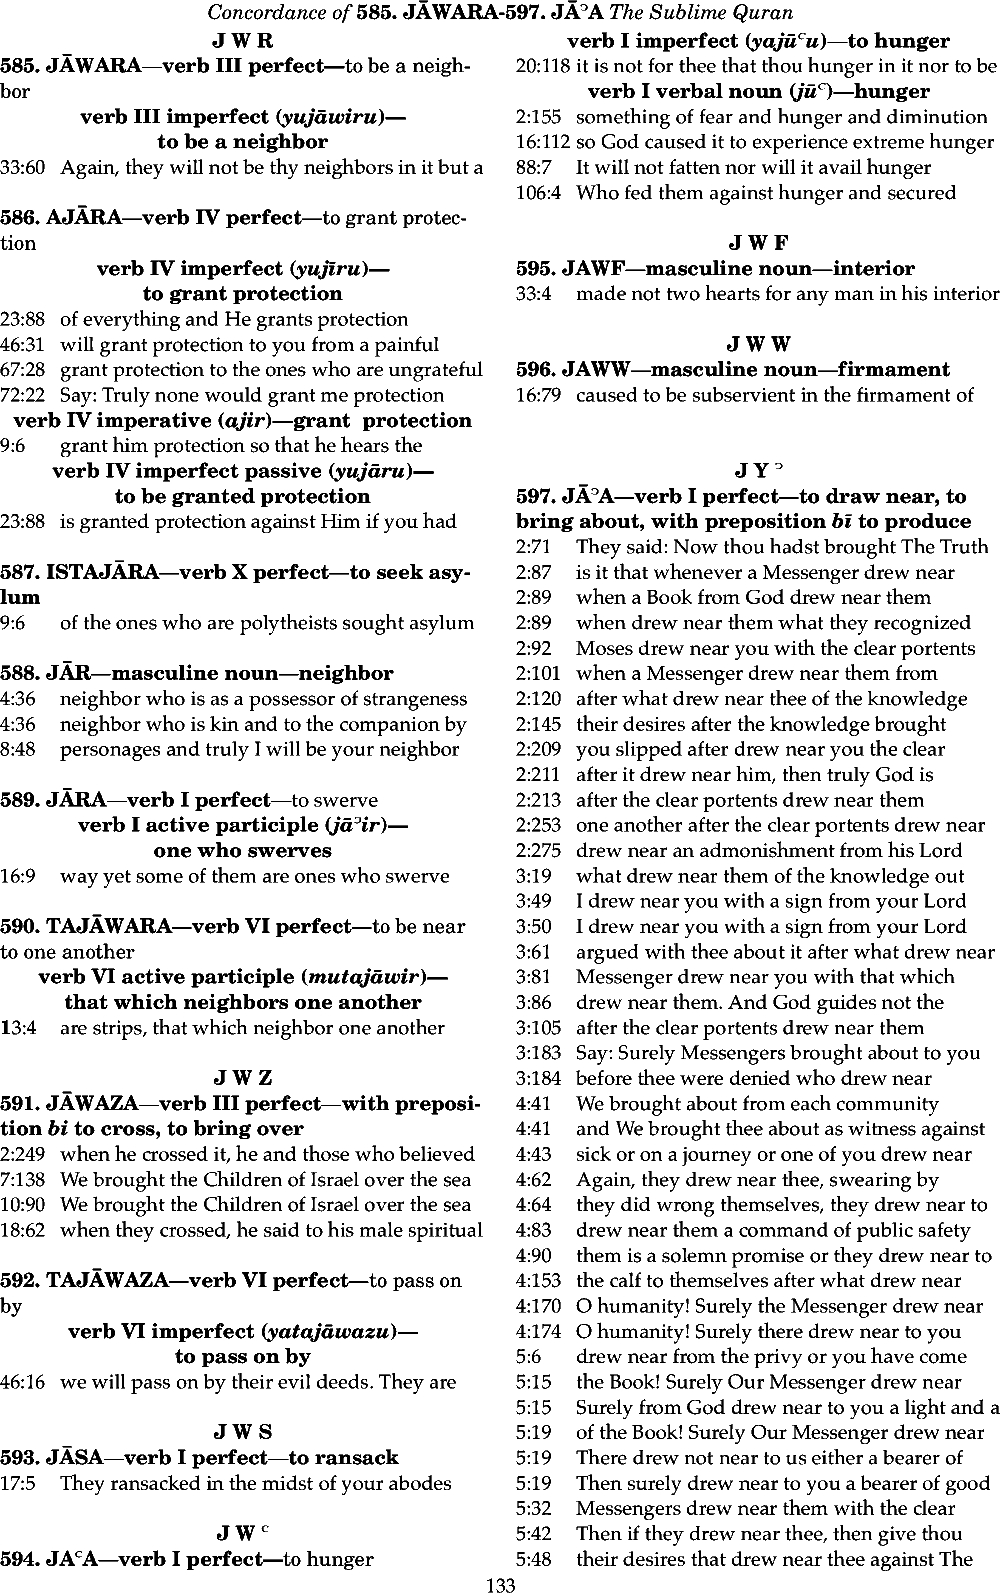 Concordance of 585. JĀWARA-597. JĀᵓA The Sublime Quran
J W R
585. JĀWARA—verb III perfect—to be a neigh-
bor
verb III imperfect (yujāwiru)—
to be a neighbor
33:60 Again, they will not be thy neighbors in it but a
586. AJĀRA—verb IV perfect—to grant protec-
tion
verb IV imperfect (yujīru)—
to grant protection
23:88 of everything and He grants protection
46:31 will grant protection to you from a painful
67:28 grant protection to the ones who are ungrateful
72:22 Say: Truly none would grant me protection
verb IV imperative (ajir)—grant protection
9:6 grant him protection so that he hears the
verb IV imperfect passive (yujāru)—
to be granted protection
23:88 is granted protection against Him if you had
587. ISTAJĀRA—verb X perfect—to seek asy-
lum
9:6 of the ones who are polytheists sought asylum
588. JĀR—masculine noun—neighbor
4:36 neighbor who is as a possessor of strangeness
4:36 neighbor who is kin and to the companion by
8:48 personages and truly I will be your neighbor
589. JĀRA—verb I perfect—to swerve
verb I active participle (jāᵓir)—
one who swerves
16:9 way yet some of them are ones who swerve
590. TAJĀWARA—verb VI perfect—to be near
to one another
verb VI active participle (mutajāwir)—
that which neighbors one another
13:4 are strips, that which neighbor one another
J W Z
591. JĀWAZA—verb III perfect—with preposi-
tion bi to cross, to bring over
2:249 when he crossed it, he and those who believed
7:138 We brought the Children of Israel over the sea
10:90 We brought the Children of Israel over the sea
18:62 when they crossed, he said to his male spiritual
592. TAJĀWAZA—verb VI perfect—to pass on
by
verb VI imperfect (yatajāwazu)—
to pass on by
46:16 we will pass on by their evil deeds. They are
J W S
593. JĀSA—verb I perfect—to ransack
17:5 They ransacked in the midst of your abodes
J W ᶜ
594. JAᶜA—verb I perfect—to hunger
verb I imperfect (yajūᶜu)—to hunger
20:118 it is not for thee that thou hunger in it nor to be
verb I verbal noun (jūᶜ)—hunger
2:155 something of fear and hunger and diminution
16:112 so God caused it to experience extreme hunger
88:7 It will not fatten nor will it avail hunger
106:4 Who fed them against hunger and secured
J W F
595. JAWF—masculine noun—interior
33:4 made not two hearts for any man in his interior
J W W
596. JAWW—masculine noun—firmament
16:79 caused to be subservient in the firmament of
J Y ᵓ
597. JĀᵓA—verb I perfect—to draw near, to
bring about, with preposition bī to produce
2:71 They said: Now thou hadst brought The Truth
2:87 is it that whenever a Messenger drew near
2:89 when a Book from God drew near them
2:89 when drew near them what they recognized
2:92 Moses drew near you with the clear portents
2:101 when a Messenger drew near them from
2:120 after what drew near thee of the knowledge
2:145 their desires after the knowledge brought
2:209 you slipped after drew near you the clear
2:211 after it drew near him, then truly God is
2:213 after the clear portents drew near them
2:253 one another after the clear portents drew near
2:275 drew near an admonishment from his Lord
3:19 what drew near them of the knowledge out
3:49 I drew near you with a sign from your Lord
3:50 I drew near you with a sign from your Lord
3:61 argued with thee about it after what drew near
3:81 Messenger drew near you with that which
3:86 drew near them. And God guides not the
3:105 after the clear portents drew near them
3:183 Say: Surely Messengers brought about to you
3:184 before thee were denied who drew near
4:41 We brought about from each community
4:41 and We brought thee about as witness against
4:43 sick or on a journey or one of you drew near
4:62 Again, they drew near thee, swearing by
4:64 they did wrong themselves, they drew near to
4:83 drew near them a command of public safety
4:90 them is a solemn promise or they drew near to
4:153 the calf to themselves after what drew near
4:170 O humanity! Surely the Messenger drew near
4:174 O humanity! Surely there drew near to you
5:6 drew near from the privy or you have come
5:15 the Book! Surely Our Messenger drew near
5:15 Surely from God drew near to you a light and a
5:19 of the Book! Surely Our Messenger drew near
5:19 There drew not near to us either a bearer of
5:19 Then surely drew near to you a bearer of good
5:32 Messengers drew near them with the clear
5:42 Then if they drew near thee, then give thou
5:48 their desires that drew near thee against The
133